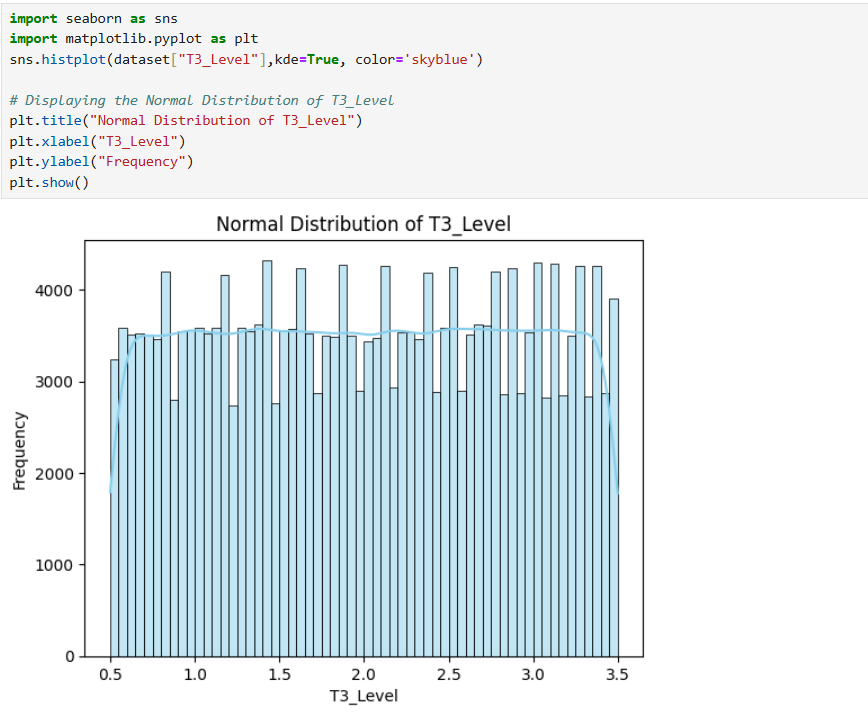 import seaborn as sns
import matplotlib.pyplot as plt
sns.histplot(dataset["T3_Level"],kde=True, color='skyblue')
# Displaying the Normal Distribution of T3_Level
plt.title("Normal Distribution of T3_Level")
plt.xlabel("T3_Level")
plt.ylabel("Frequency")
plt.show()
Normal Distribution of T3_Level
4000
3000
2000
1000
0
Frequency
0.5 1.0 1.5 2.0 2.5 3.0 3.5
T3_Level